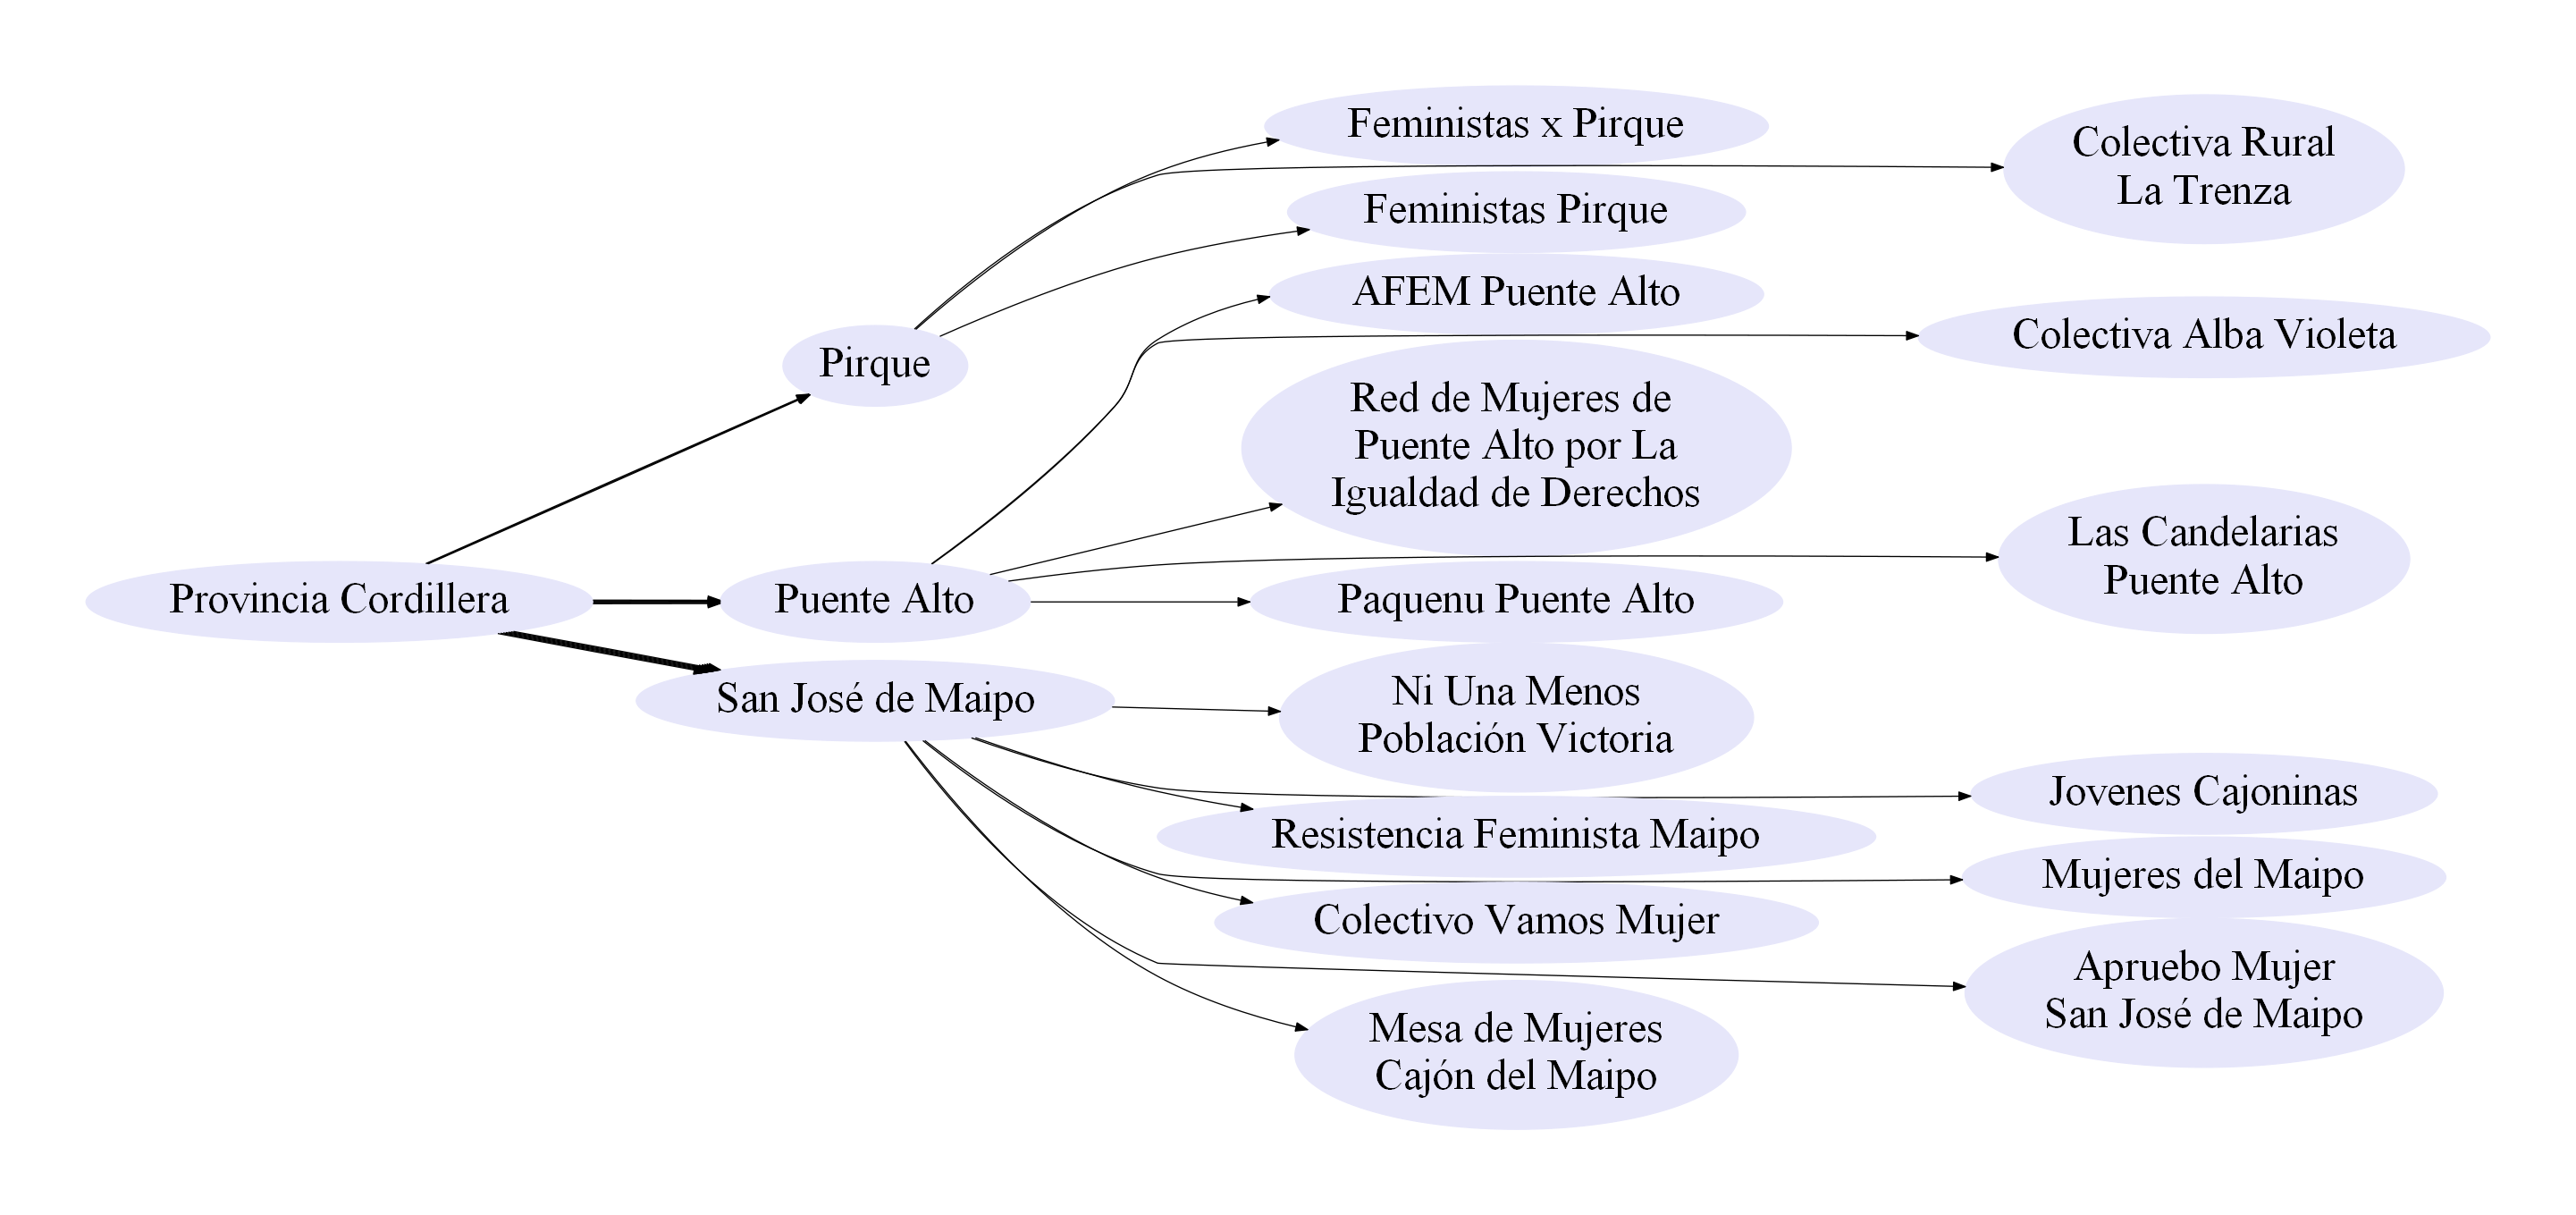 Provincia Cordillera
Pirque
Puente Alto
San José de Maipo
Feministas x Pirque
Feministas Pirque
AFEM Puente Alto
Red de Mujeres de
Puente Alto por La
Igualdad de Derechos
Paquenu Puente Alto
Ni Una Menos
Población Victoria
Resistencia Feminista Maipo
Colectivo Vamos Mujer
Mesa de Mujeres
Cajón del Maipo
Colectiva Rural
La Trenza
Colectiva Alba Violeta
Las Candelarias
Puente Alto
Jovenes Cajoninas
Mujeres del Maipo
Apruebo Mujer
San José de Maipo